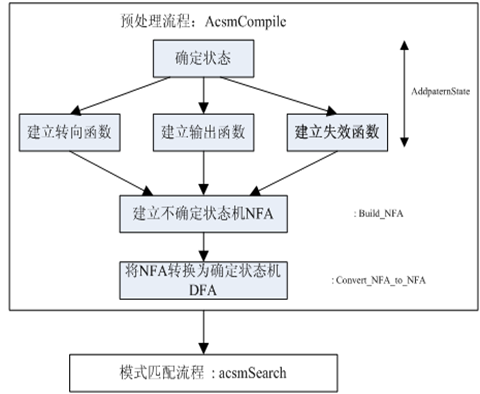 预处理流程：AcsmCompile
确定状态
AddpaternState
建立转向函数
建立输出函数
建立失效函数
建立不确定状态机NFA
: Build_NFA
将NFA转换为确定状态机
DFA
: Convert_NFA_to_NFA
模式匹配流程 : acsmSearch